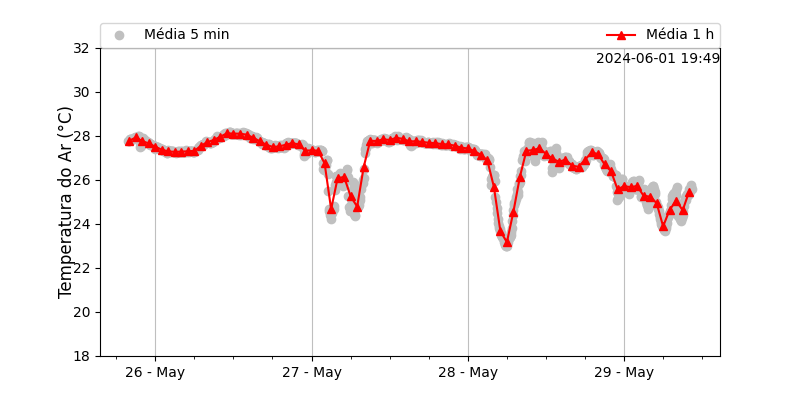 Média 5 min
Média 1 h
2024-06-01 19:49
Temperatura do Ar (°C)
32
30
28
26
24
22
20
18
26 - May
27 - May
28 - May
29 - May